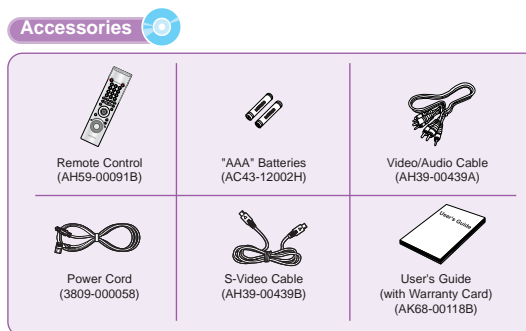 Accessories
Remote Control
(AH59-00091B)
"AAA" Batteries
(AC43-12002H)
Video/Audio Cable
(AH39-00439A)
Power Cord
(3809-000058)
S-Video Cable
(AH39-00439B)
User's Guide
User's Guide
(with Warranty Card)
(AK68-00118B)